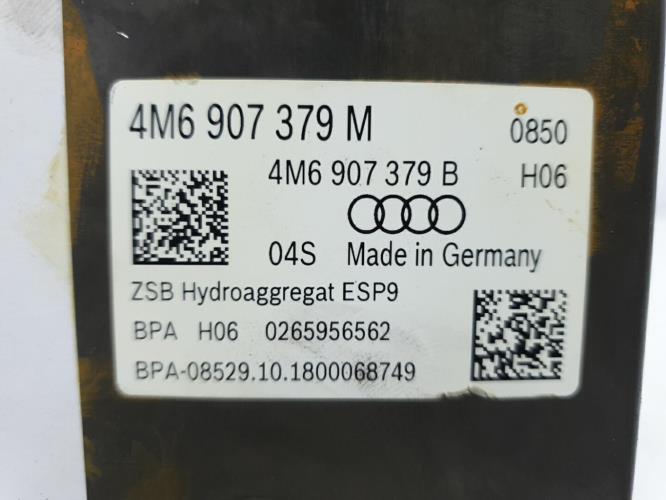 4M6 907 379 M 0850
4M6 907 379 B H06
04S Made in Germany
ZSB Hydroaggregat ESP9
BPA H06 0265956562
BPA-08529.10.1800068749